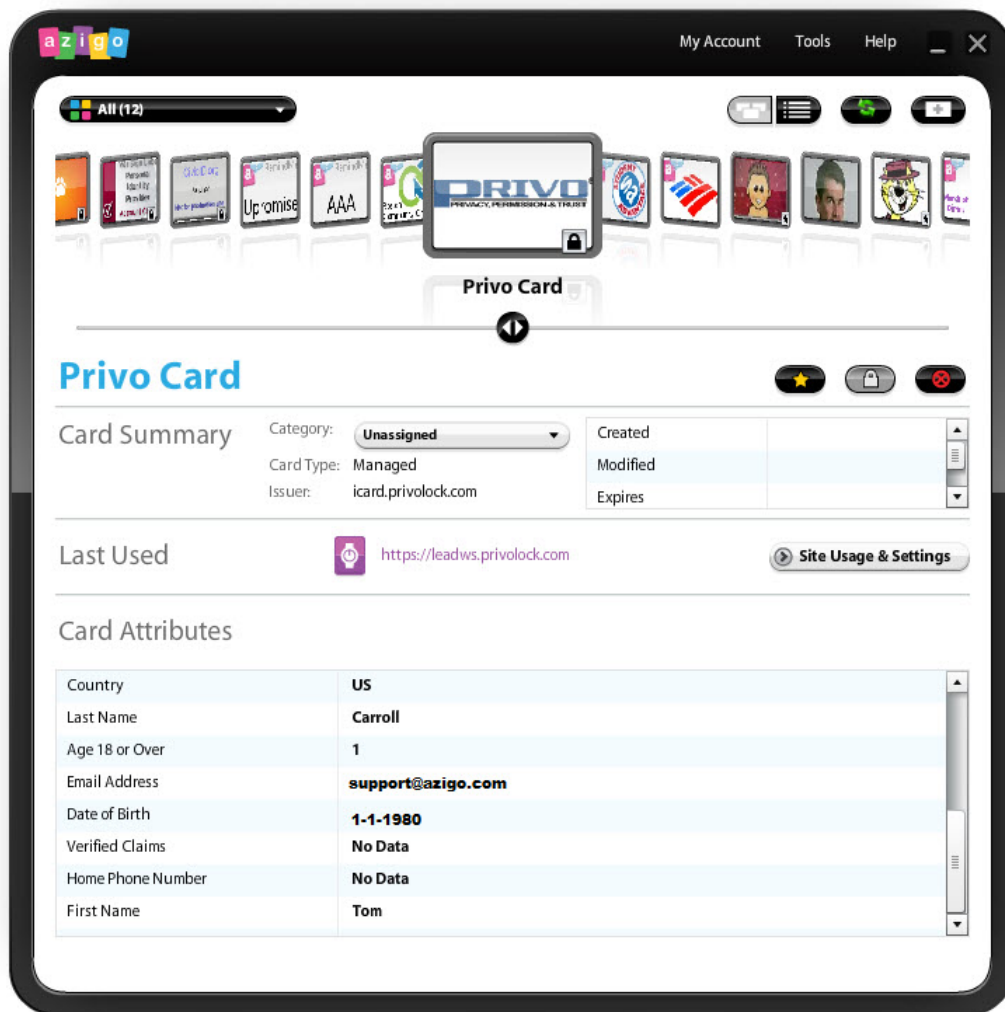 azigo
My Account Tools Help
All (12)
Personal
Identity
Provider
Upromise
AAA
PRIVO
PRIVACY, PERMISSION & TRUST
Privo Card
Privo Card
Card Summary
Category: Unassigned
Card Type: Managed
Issuer: icard.privolock.com
Created
Modified
Expires
Last Used https://leadws.privolock.com Site Usage & Settings
Card Attributes
Country US
Last Name Carroll
Age 18 or Over 1
Email Address support@azigo.com
Date of Birth 1-1-1980
Verified Claims No Data
Home Phone Number No Data
First Name Tom